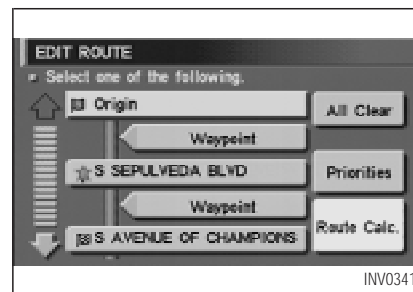 EDIT ROUTE
Select one of the following.
Origin
All Clear
Waypoint
S SEPULVEDA BLVD
Priorities
Waypoint
Route Calc.
S AVENUE OF CHAMPIONS
INV0341